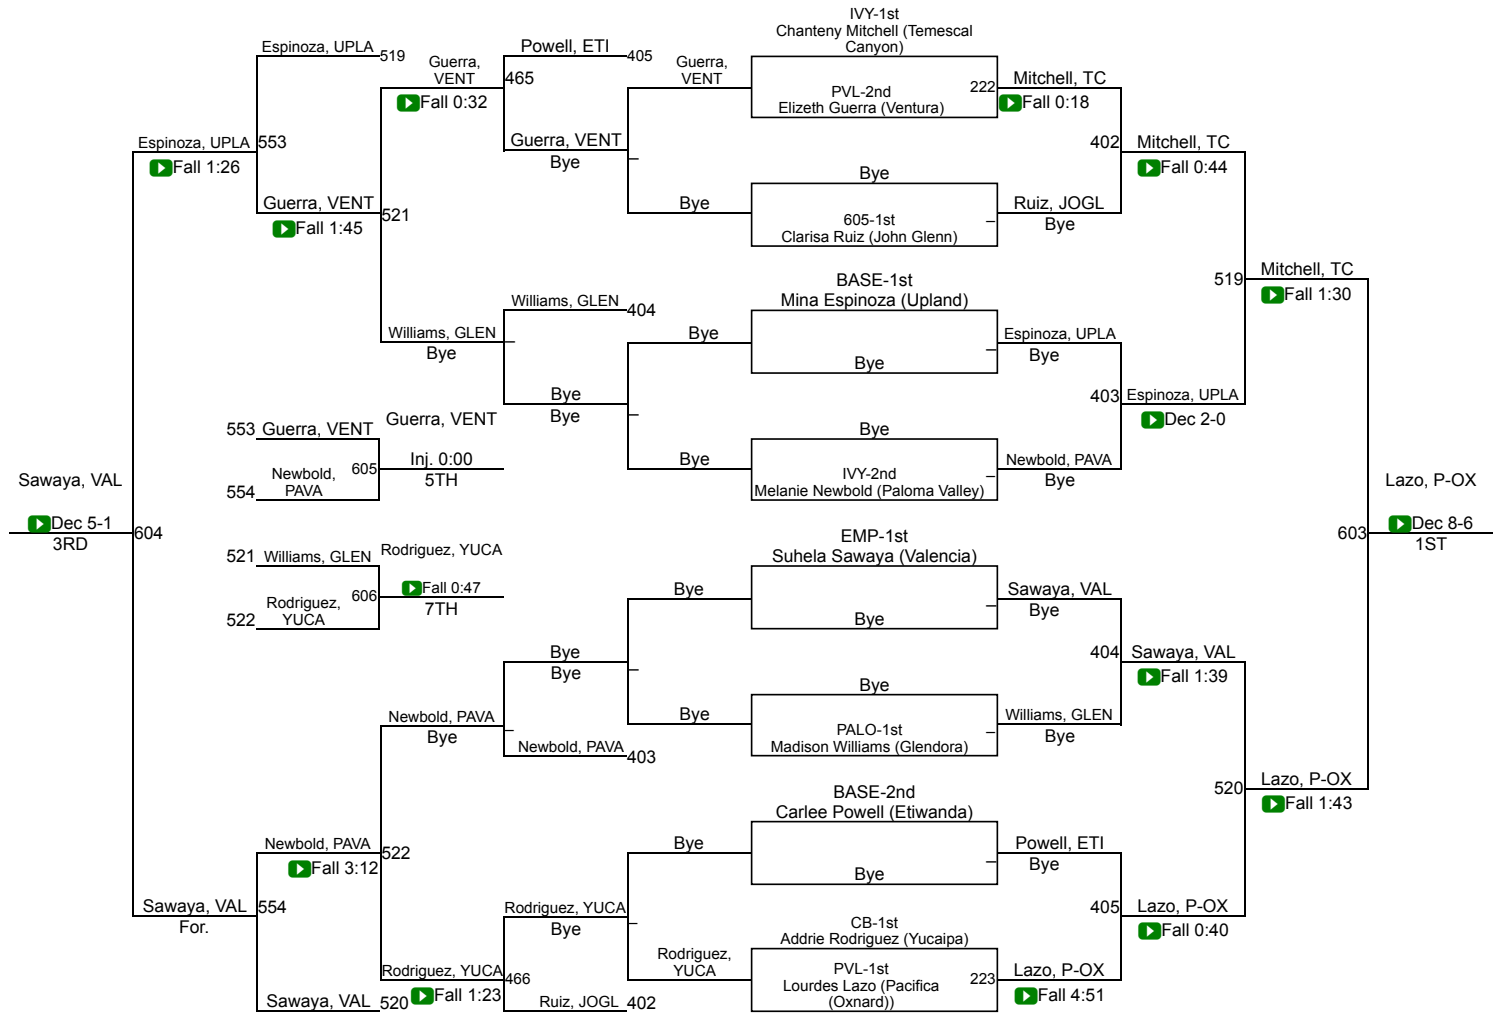 IVY-1st
Chanteny Mitchell (Temescal
Canyon)
Espinoza, UPLA
519
Powell, ETI
405
Guerra,
VENT
Fall 0:32
465
Guerra,
VENT
PVL-2nd
Elizeth Guerra (Ventura)
222
Mitchell, TC
Fall 0:18
Espinoza, UPLA
Fall 1:26
553
Guerra, VENT
Bye
402
Mitchell, TC
Fall 0:44
Bye
Guerra, VENT
Fall 1:45
521
Bye
605-1st
Clarisa Ruiz (John Glenn)
Ruiz, JOGL
Bye
519
Mitchell, TC
Fall 1:30
BASE-1st
Mina Espinoza (Upland)
Williams, GLEN
404
Williams, GLEN
Bye
Bye
Bye
Espinoza, UPLA
Bye
Bye
Bye
403
Espinoza, UPLA
Dec 2-0
553
Guerra, VENT
Guerra, VENT
Bye
Newbold,
PAVA
554
605
Inj. 0:00
5TH
Bye
IVY-2nd
Melanie Newbold (Paloma Valley)
Newbold, PAVA
Bye
Sawaya, VAL
Dec 5-1
3RD
604
Lazo, P-OX
603
Dec 8-6
1ST
EMP-1st
Suhela Sawaya (Valencia)
521
Williams, GLEN
Rodriguez, YUCA
Rodriguez,
YUCA
522
606
Fall 0:47
7TH
Bye
Bye
Sawaya, VAL
Bye
Bye
Bye
404
Sawaya, VAL
Fall 1:39
Bye
Newbold, PAVA
Bye
Newbold, PAVA
403
Bye
PALO-1st
Madison Williams (Glendora)
Williams, GLEN
Bye
520
Lazo, P-OX
Fall 1:43
BASE-2nd
Carlee Powell (Etiwanda)
Newbold, PAVA
Fall 3:12
522
Bye
Bye
Powell, ETI
Bye
Sawaya, VAL
For.
554
Rodriguez, YUCA
Bye
405
Lazo, P-OX
Fall 0:40
CB-1st
Addrie Rodriguez (Yucaipa)
Rodriguez, YUCA
Fall 1:23
466
Rodriguez,
YUCA
PVL-1st
Lourdes Lazo (Pacifica
(Oxnard))
223
Lazo, P-OX
Fall 4:51
Sawaya, VAL
520
Ruiz, JOGL
402